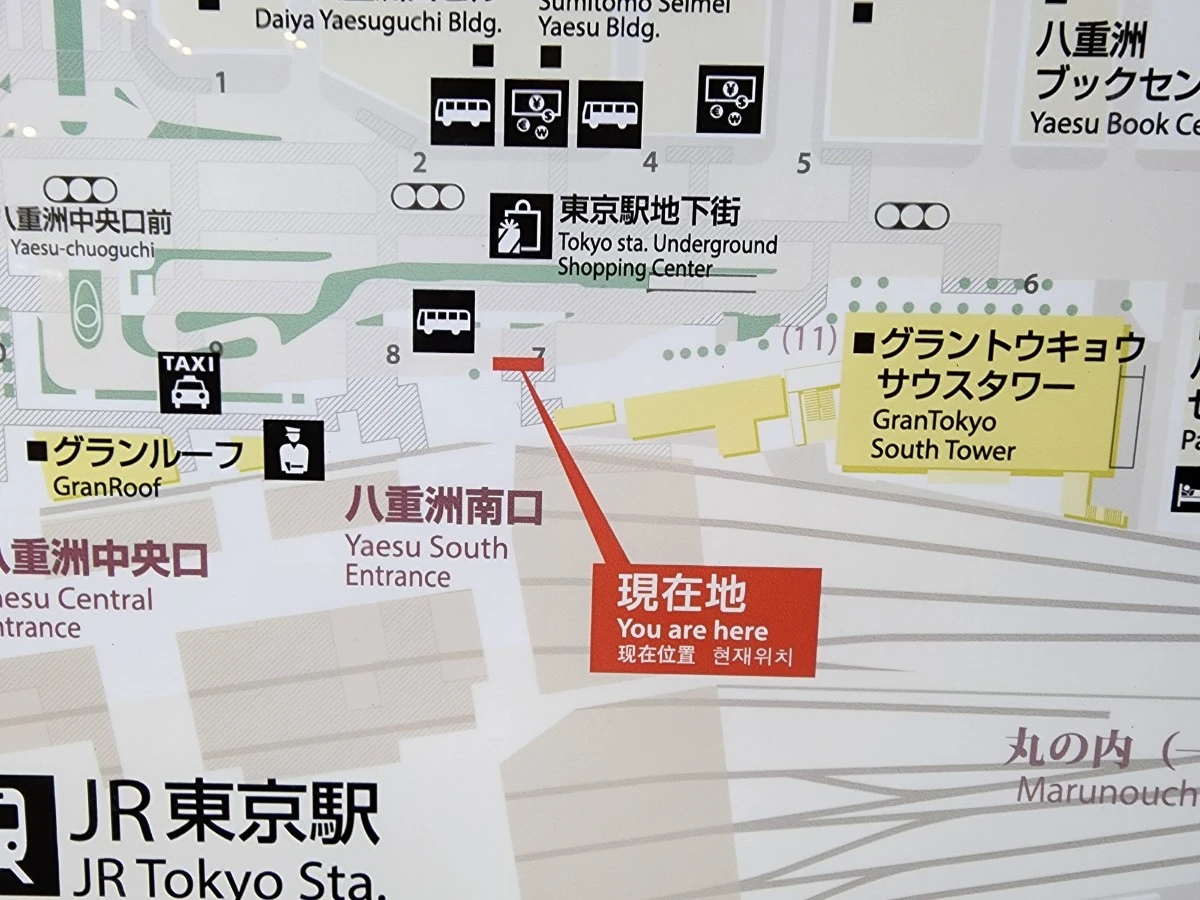 Daiya Yaesuguchi Bldg.
Sumitomo Seimei
Yaesu Bldg.
八重洲
ブックセン
Yaesu Book Ce
1
2
4
5
八重洲中央口前
Yaesu-chuoguchi
東京駅地下街
Tokyo sta. Underground
Shopping Center
6
(11)
■グラントウキョウ
サウスタワー
GranTokyo
South Tower
8
7
9
TAXI
■グランルーフ
GranRoof
八重洲南口
Yaesu South
Entrance
八重洲中央口
aesu Central
ntrance
現在地
You are here
现在位置 현재위치
丸の内（
Marunouch
JR東京駅
JR Tokyo Sta.